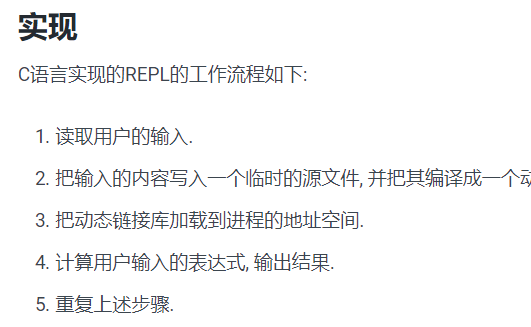 实现
C语言实现的REPL的工作流程如下:
1. 读取用户的输入.
2. 把输入的内容写入一个临时的源文件, 并把其编译成一个
3. 把动态链接库加载到进程的地址空间.
4. 计算用户输入的表达式, 输出结果.
5. 重复上述步骤.